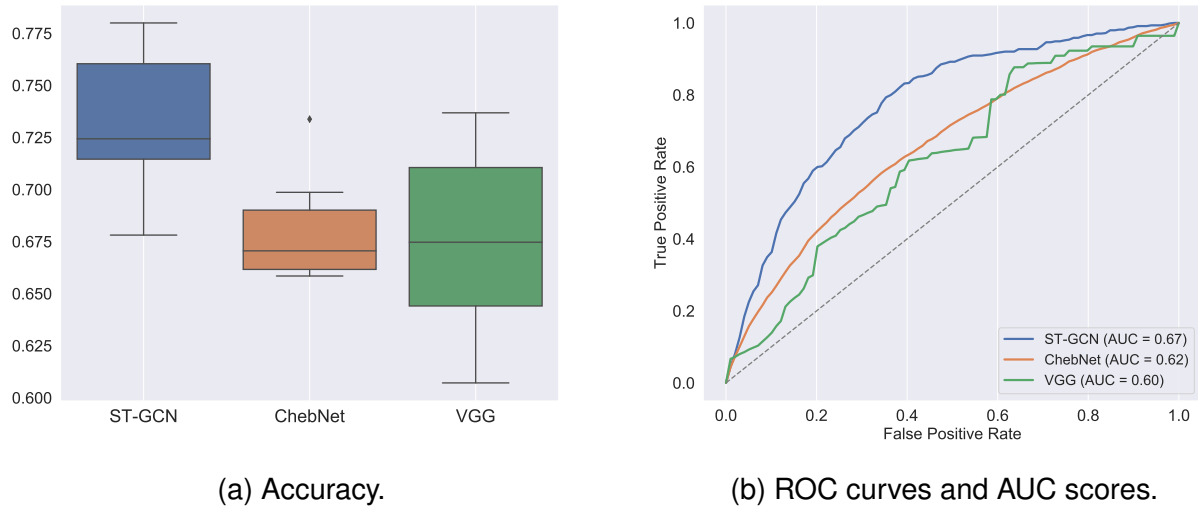 0.775
0.750
0.725
0.700
0.675
0.650
0.625
0.600
ST-GCN ChebNet VGG
(a) Accuracy.
True Positive Rate
1.0
0.8
0.6
0.4
0.2
0.0
ST-GCN (AUC = 0.67)
ChebNet (AUC = 0.62)
VGG (AUC = 0.60)
0.0 0.2 0.4 0.6 0.8 1.0
False Positive Rate
(b) ROC curves and AUC scores.